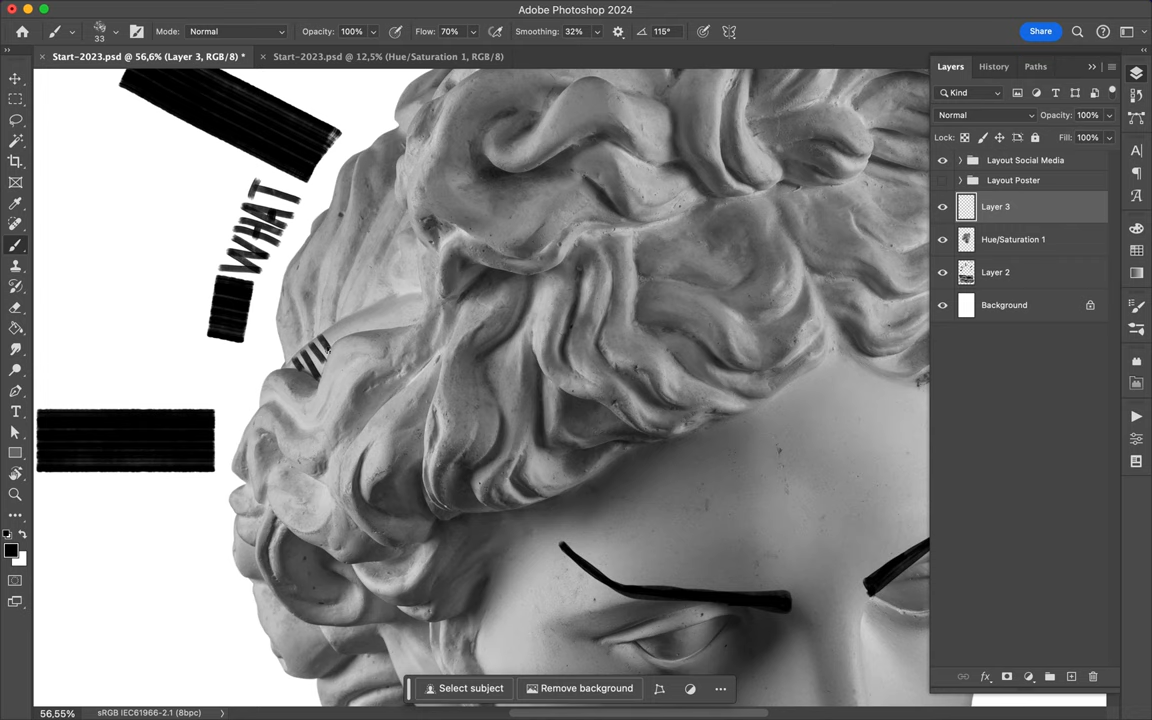 Adobe Photoshop 2024
33
Mode: Normal
Opacity: 100%
Flow: 70%
Smoothing: 32%
115°
Share
Start-2023.psd @ 56,6% (Layer 3, RGB/8) *
Start-2023.psd @ 12,5% (Hue/Saturation 1, RGB/8)
Layers History Paths
Kind
Normal
Opacity: 100%
Lock:
Fill: 100%
Layout Social Media
Layout Poster
Layer 3
Hue/Saturation 1
Layer 2
Background
WHAT
Select subject
Remove background
56,55%
sRGB IEC61966-2.1 (8bpc)